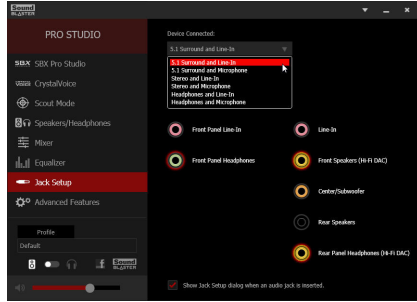 Sound
BLASTER
PRO STUDIO
SBX SBX Pro Studio
CrystalVoice
Scout Mode
Speakers/Headphones
Mixer
Equalizer
Jack Setup
Advanced Features
Profile
Default
Sound
BLASTER
Device Connected:
5.1 Surround and Line-In
5.1 Surround and Line-In
5.1 Surround and Microphone
Stereo and Line-In
Stereo and Microphone
Headphones and Line-In
Headphones and Microphone
Front Panel Line-In
Line-In
Front Panel Headphones
Front Speakers (Hi-Fi DAC)
Center/Subwoofer
Rear Speakers
Rear Panel Headphones (Hi-Fi DAC)
Show Jack Setup dialog when an audio jack is inserted.